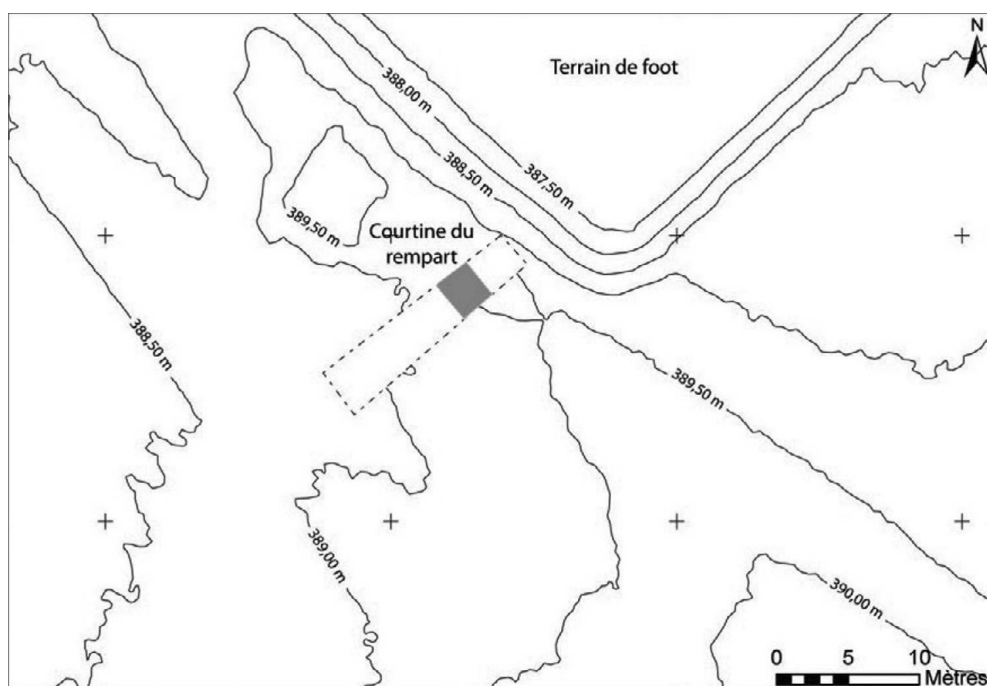 N
Terrain de foot
388,00 m
388,50 m
387,50 m
389,50 m
Courtine du
rempart
388,50 m
389,50 m
389,00 m
390,00 m
0 5 10
Mètres